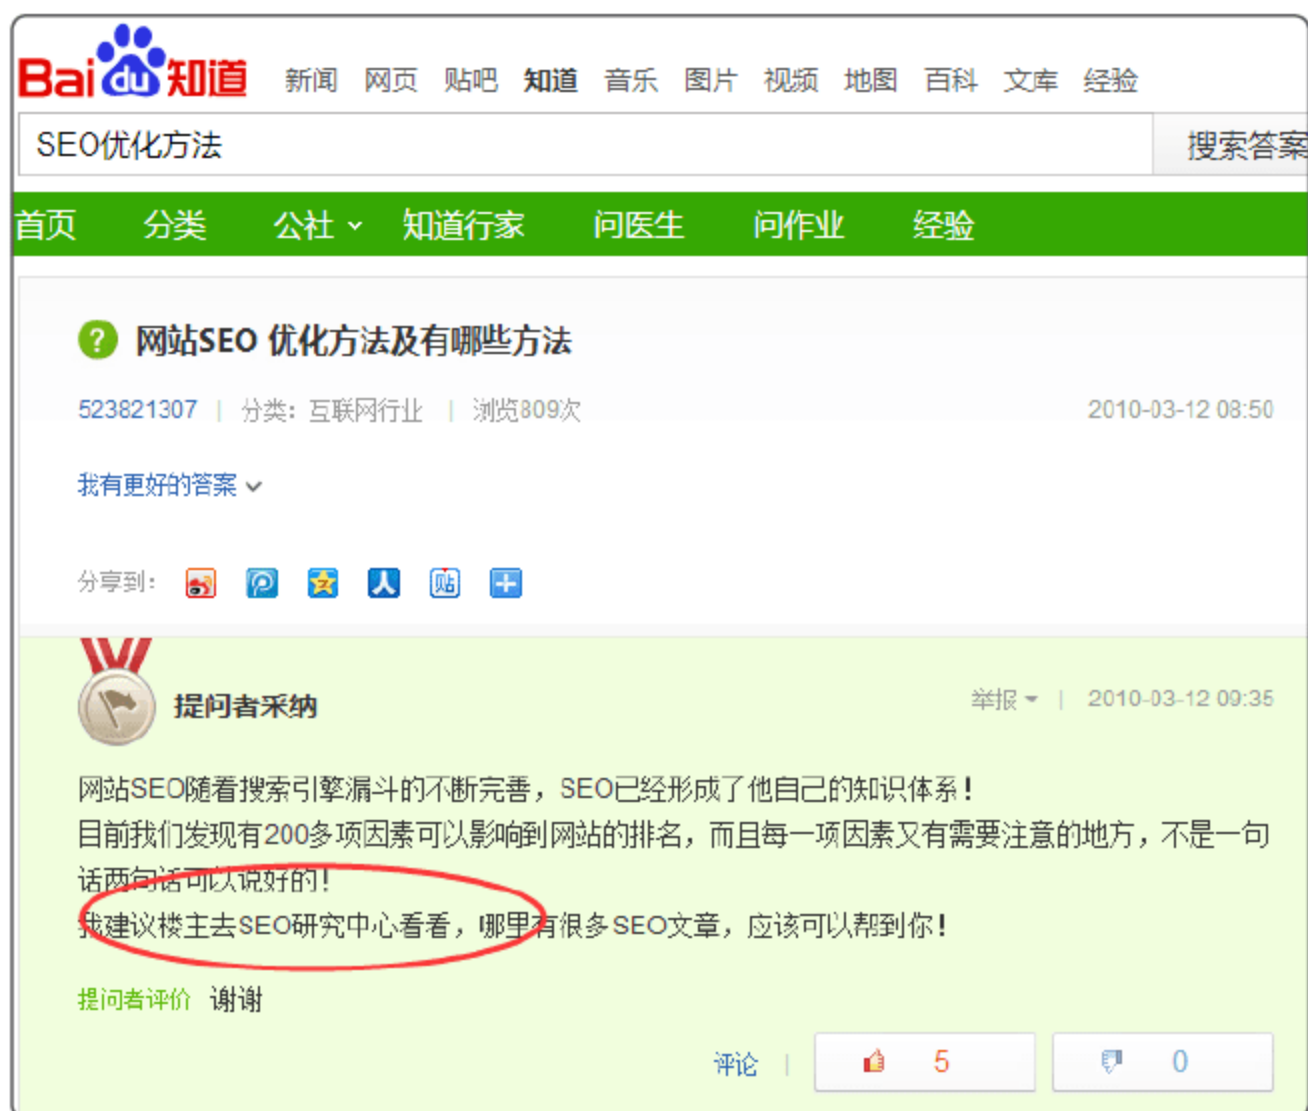 Baidu知道 新闻 网页 贴吧 知道 音乐 图片 视频 地图 百科 文库 经验
SEO优化方法 搜索答案
首页 分类 公社 知道行家 问医生 问作业 经验
? 网站SEO 优化方法及有哪些方法
523821307 | 分类：互联网行业 | 浏览809次 2010-03-12 08:50
我有更好的答案
分享到： 贴
提问者采纳 举报 | 2010-03-12 09:35
网站SEO随着搜索引擎漏斗的不断完善，SEO已经形成了他自己的知识体系！
目前我们发现有200多项因素可以影响到网站的排名，而且每一项因素又有需要注意的地方，不是一句
话两句话可以说好的！
我建议楼主去SEO研究中心看看，哪里有很多SEO文章，应该可以帮到你！
提问者评价 谢谢
评论 | 5 0